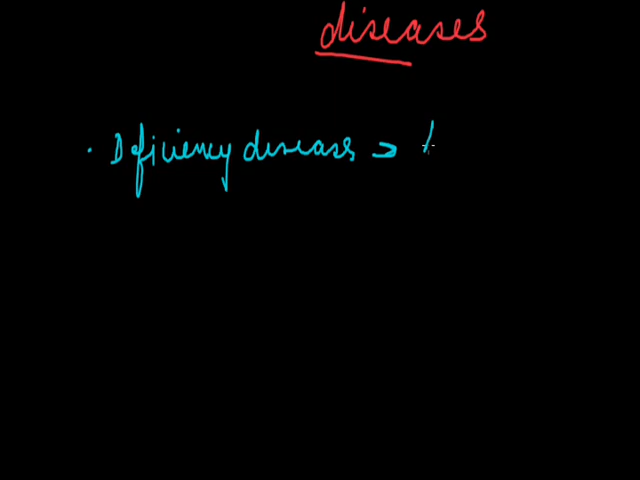 diseases
. Deficiency diseases →